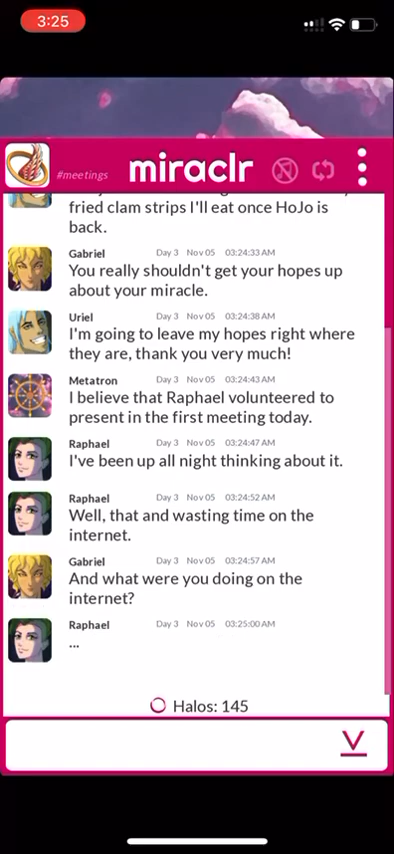 3:25
#meetings
miraclr
fried clam strips I'll eat once HoJo is
back.
Gabriel Day 3 Nov 05 03:24:33 AM
You really shouldn't get your hopes up
about your miracle.
Uriel Day 3 Nov 05 03:24:38 AM
I'm going to leave my hopes right where
they are, thank you very much!
Metatron Day 3 Nov 05 03:24:43 AM
I believe that Raphael volunteered to
present in the first meeting today.
Raphael Day 3 Nov 05 03:24:47 AM
I've been up all night thinking about it.
Raphael Day 3 Nov 05 03:24:52 AM
Well, that and wasting time on the
internet.
Gabriel Day 3 Nov 05 03:24:57 AM
And what were you doing on the
internet?
Raphael Day 3 Nov 05 03:25:00 AM
...
Halos: 145